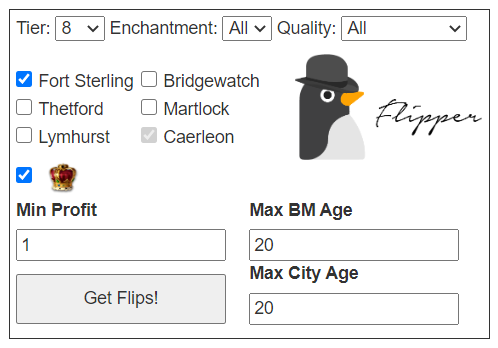 Tier: 8 Enchantment: All Quality: All
Fort Sterling Bridgewatch
Thetford Martlock
Lymhurst Caerleon
Flipper
Min Profit Max BM Age
1 20
Max City Age
Get Flips! 20